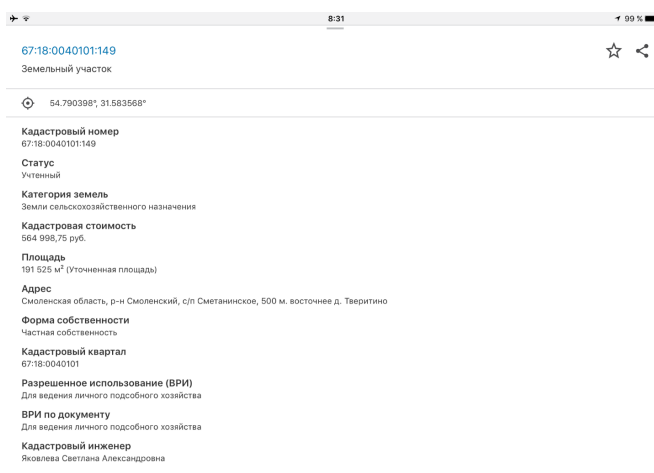 8:31
99 %
67:18:0040101:149
Земельный участок
54.790398°, 31.583568°
Кадастровый номер
67:18:0040101:149
Статус
Учтенный
Категория земель
Земли сельскохозяйственного назначения
Кадастровая стоимость
564 998,75 руб.
Площадь
191 525 м² (Уточненная площадь)
Адрес
Смоленская область, р-н Смоленский, с/п Сметанинское, 500 м. восточнее д. Тверитино
Форма собственности
Частная собственность
Кадастровый квартал
67:18:0040101
Разрешенное использование (ВРИ)
Для ведения личного подсобного хозяйства
ВРИ по документу
Для ведения личного подсобного хозяйства
Кадастровый инженер
Яковлева Светлана Александровна